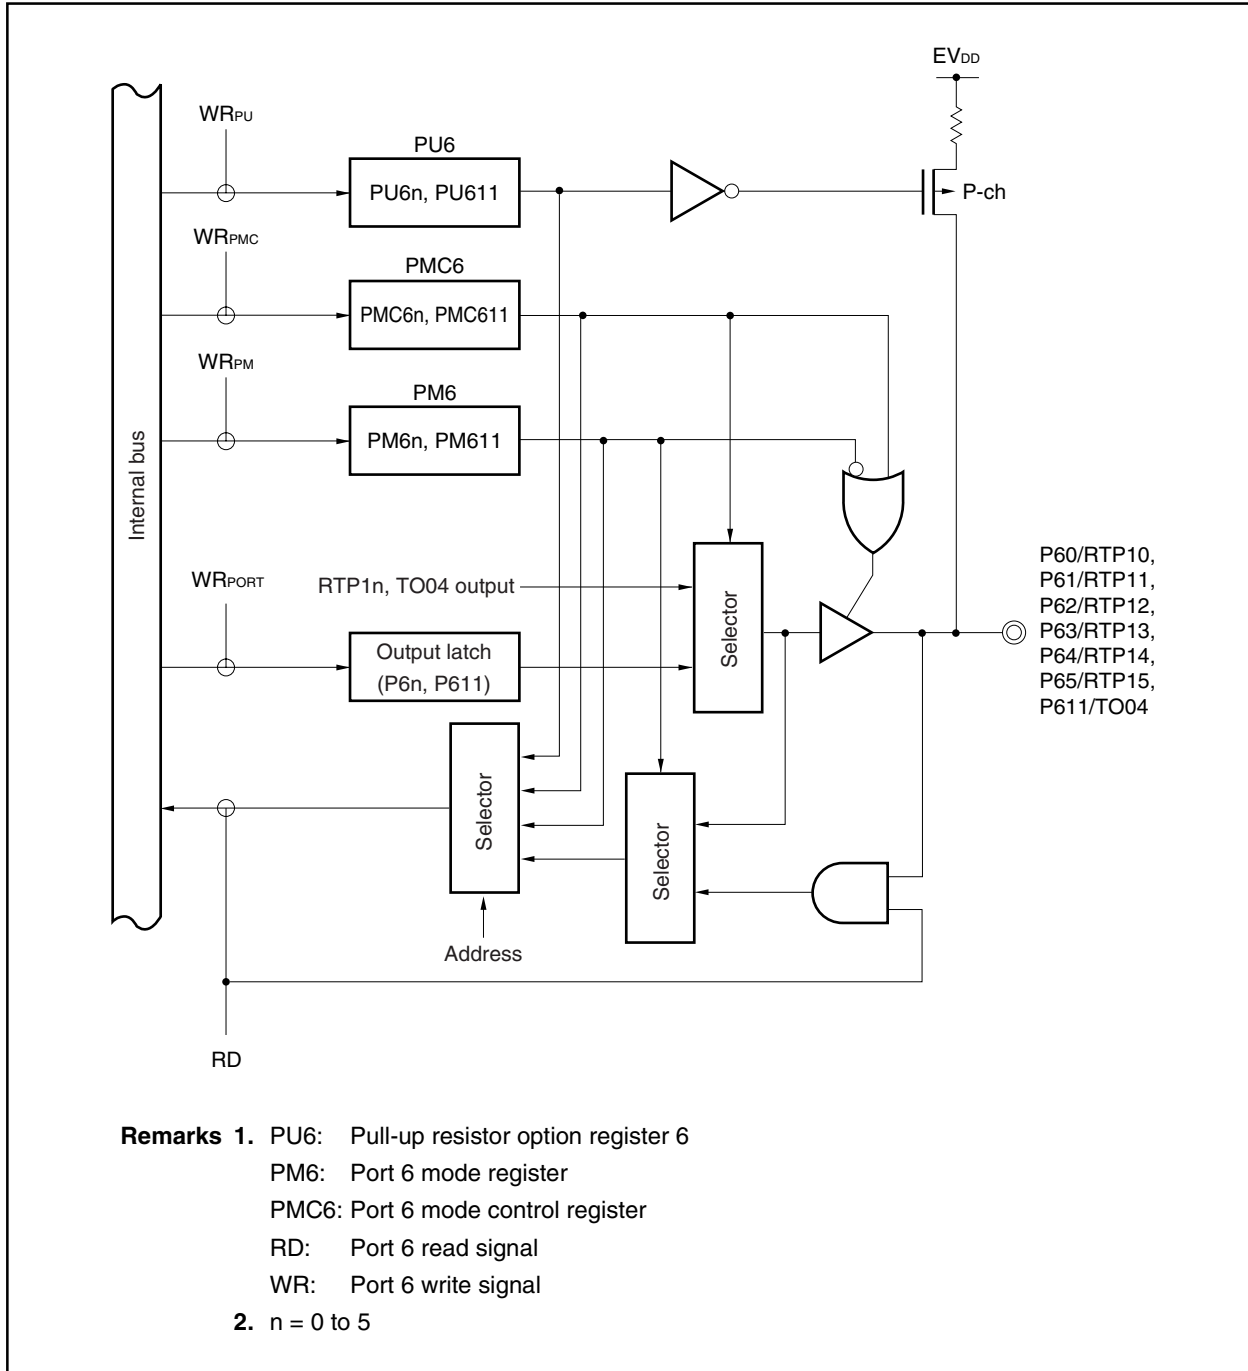 EVDD
WRPU
PU6
PU6n, PU611
P-ch
WRPMC
PMC6
PMC6n, PMC611
WRPM
PM6
PM6n, PM611
Internal bus
WRPORT
RTP1n, TO04 output
Output latch
(P6n, P611)
Selector
P60/RTP10,
P61/RTP11,
P62/RTP12,
P63/RTP13,
P64/RTP14,
P65/RTP15,
P611/TO04
Selector
Selector
Address
RD
Remarks 1. PU6: Pull-up resistor option register 6
PM6: Port 6 mode register
PMC6: Port 6 mode control register
RD: Port 6 read signal
WR: Port 6 write signal
2. n = 0 to 5